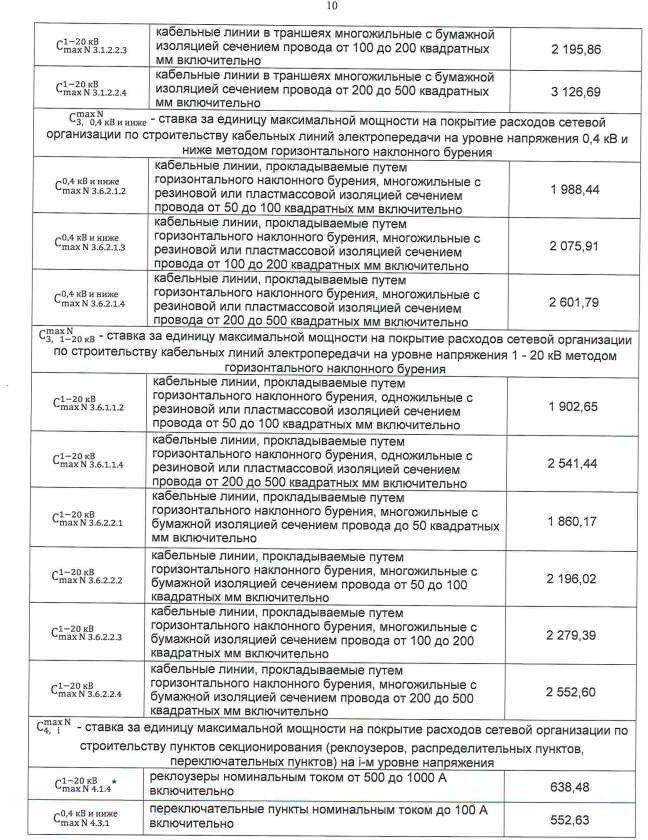 10
C 1−20 кВ max N 3.1.2.2.3
кабельные линии в траншеях многожильные с бумажной
изоляцией сечением провода от 100 до 200 квадратных
мм включительно
2 195,86
C 1−20 кВ max N 3.1.2.2.4
кабельные линии в траншеях многожильные с бумажной
изоляцией сечением провода от 200 до 500 квадратных
мм включительно
3 126,69
C max N 3, 0,4 кВ и ниже - ставка за единицу максимальной мощности на покрытие расходов сетевой
организации по строительству кабельных линий электропередачи на уровне напряжения 0,4 кВ и
ниже методом горизонтального наклонного бурения
C 0,4 кВ и ниже max N 3.6.2.1.2
кабельные линии, прокладываемые путем
горизонтального наклонного бурения, многожильные с
резиновой или пластмассовой изоляцией сечением
провода от 50 до 100 квадратных мм включительно
1 988,44
C 0,4 кВ и ниже max N 3.6.2.1.3
кабельные линии, прокладываемые путем
горизонтального наклонного бурения, многожильные с
резиновой или пластмассовой изоляцией сечением
провода от 100 до 200 квадратных мм включительно
2 075,91
C 0,4 кВ и ниже max N 3.6.2.1.4
кабельные линии, прокладываемые путем
горизонтального наклонного бурения, многожильные с
резиновой или пластмассовой изоляцией сечением
провода от 200 до 500 квадратных мм включительно
2 601,79
C max N 3, 1−20 кВ - ставка за единицу максимальной мощности на покрытие расходов сетевой организации
по строительству кабельных линий электропередачи на уровне напряжения 1 - 20 кВ методом
горизонтального наклонного бурения
C 1−20 кВ max N 3.6.1.1.2
кабельные линии, прокладываемые путем
горизонтального наклонного бурения, одножильные с
резиновой или пластмассовой изоляцией сечением
провода от 50 до 100 квадратных мм включительно
1 902,65
C 1−20 кВ max N 3.6.1.1.4
кабельные линии, прокладываемые путем
горизонтального наклонного бурения, одножильные с
резиновой или пластмассовой изоляцией сечением
провода от 200 до 500 квадратных мм включительно
2 541,44
C 1−20 кВ max N 3.6.2.2.1
кабельные линии, прокладываемые путем
горизонтального наклонного бурения, многожильные с
бумажной изоляцией сечением провода до 50 квадратных
мм включительно
1 860,17
C 1−20 кВ max N 3.6.2.2.2
кабельные линии, прокладываемые путем
горизонтального наклонного бурения, многожильные с
бумажной изоляцией сечением провода от 50 до 100
квадратных мм включительно
2 196,02
C 1−20 кВ max N 3.6.2.2.3
кабельные линии, прокладываемые путем
горизонтального наклонного бурения, многожильные с
бумажной изоляцией сечением провода от 100 до 200
квадратных мм включительно
2 279,39
C 1−20 кВ max N 3.6.2.2.4
кабельные линии, прокладываемые путем
горизонтального наклонного бурения, многожильные с
бумажной изоляцией сечением провода от 200 до 500
квадратных мм включительно
2 552,60
C max N 4, i - ставка за единицу максимальной мощности на покрытие расходов сетевой организации по
строительству пунктов секционирования (реклоузеров, распределительных пунктов,
переключательных пунктов) на i-м уровне напряжения
C 1−20 кВ max N 4.1.4 *
реклоузеры номинальным током от 500 до 1000 А
включительно
638,48
C 0,4 кВ и ниже max N 4.3.1
переключательные пункты номинальным током до 100 А
включительно
552,63